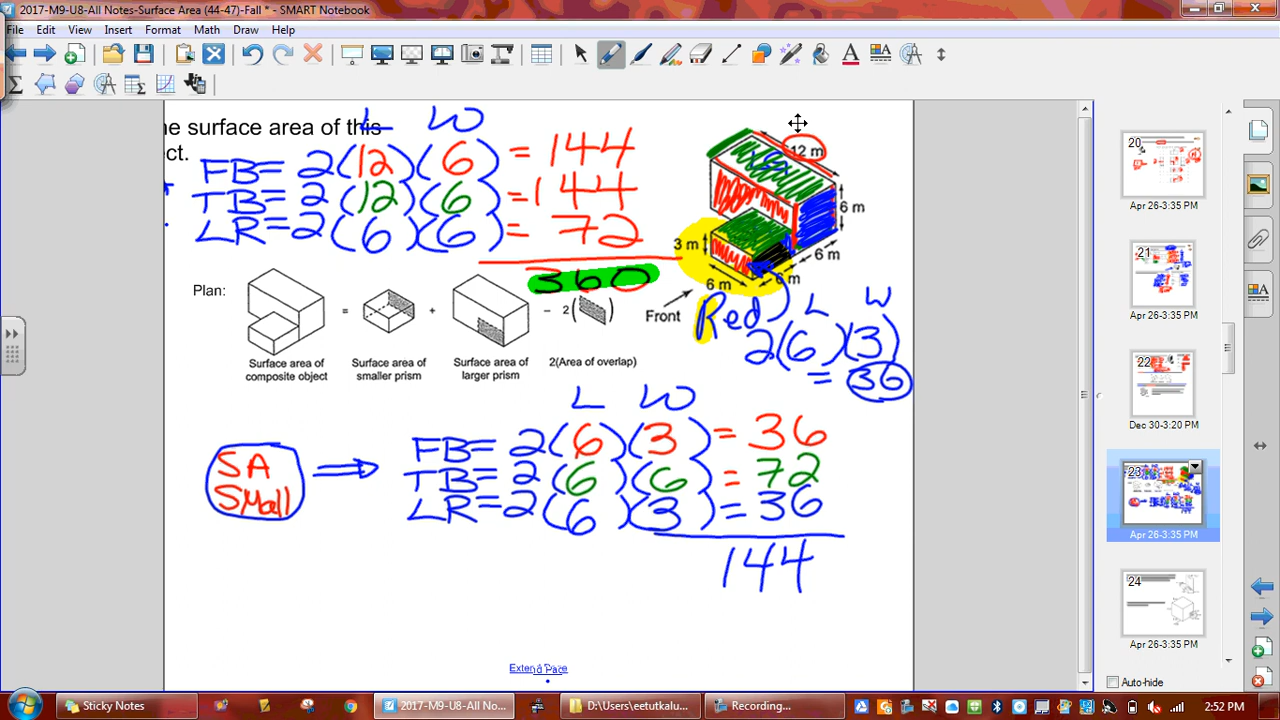 2017-M9-U8-All Notes-Surface Area (44-47)-Fall * - SMART Notebook
File Edit View Insert Format Math Draw Help
ne surface area of this
ect.
L W
FB= 2(12)(6) = 144
TB= 2(12)(6) =144
LR=2(6)(6) = 72
360
12 m
6 m
3 m
6 m
6 m
6 m
Front
Red
L W
2(6)(3)
= 36
Plan:
= + - 2( )
Surface area of composite object
Surface area of smaller prism
Surface area of larger prism
2(Area of overlap)
SA
Small
L W
FB= 2(6)(3) = 36
TB= 2(6)(6) = 72
LR=2(6)(3) = 36
144
Extend Page
20
Apr 26-3:35 PM
21
Apr 26-3:35 PM
22
Dec 30-3:20 PM
23
Apr 26-3:35 PM
24
Apr 26-3:35 PM
Auto-hide
Sticky Notes
2017-M9-U8-All No...
D:\Users\eetutkalu...
Recording...
2:52 PM